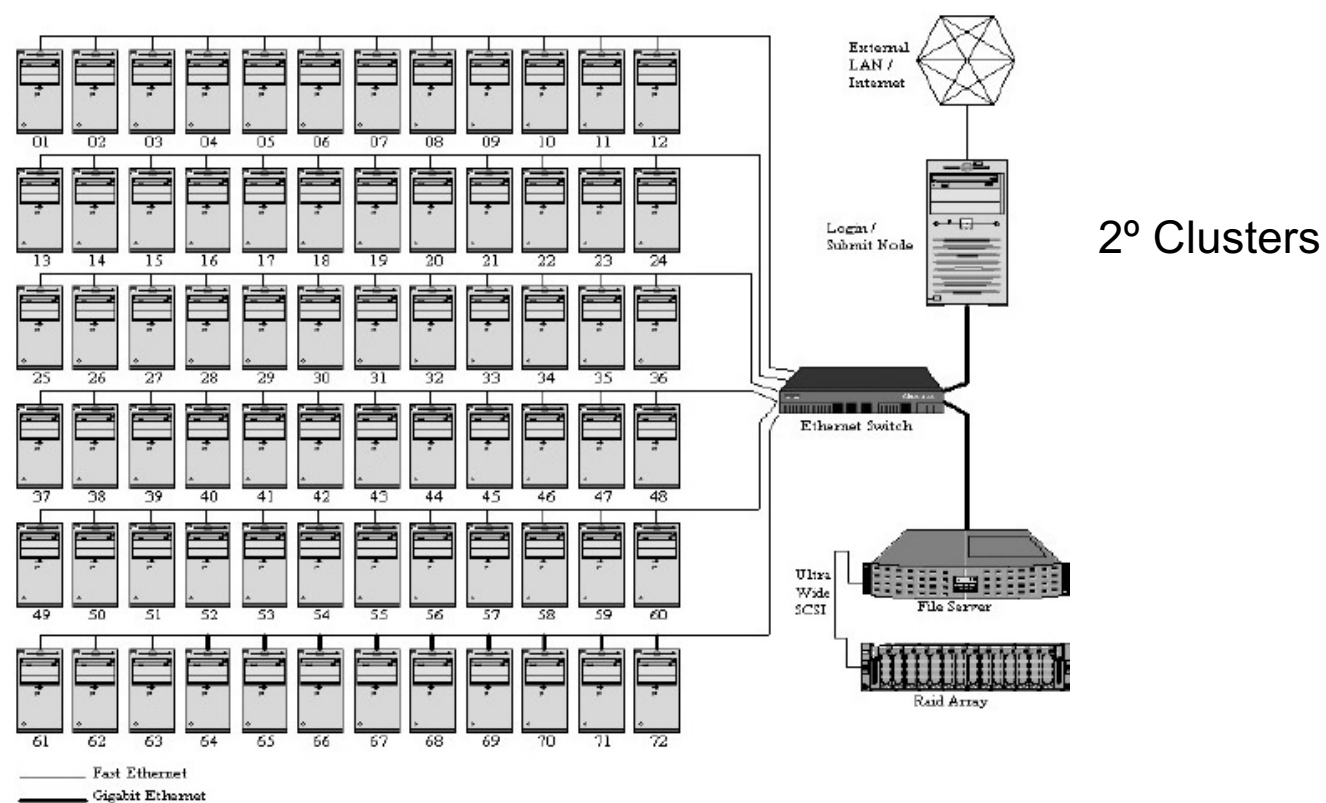 External
LAN /
Internet
01 02 03 04 05 06 07 08 09 10 11 12
Login /
Submit Node
2º Clusters
13 14 15 16 17 18 19 20 21 22 23 24
25 26 27 28 29 30 31 32 33 34 35 36
Ethernet Switch
37 38 39 40 41 42 43 44 45 46 47 48
Ultra
Wide
SCSI
File Server
49 50 51 52 53 54 55 56 57 58 59 60
Raid Array
61 62 63 64 65 66 67 68 69 70 71 72
Fast Ethernet
Gigabit Ethernet